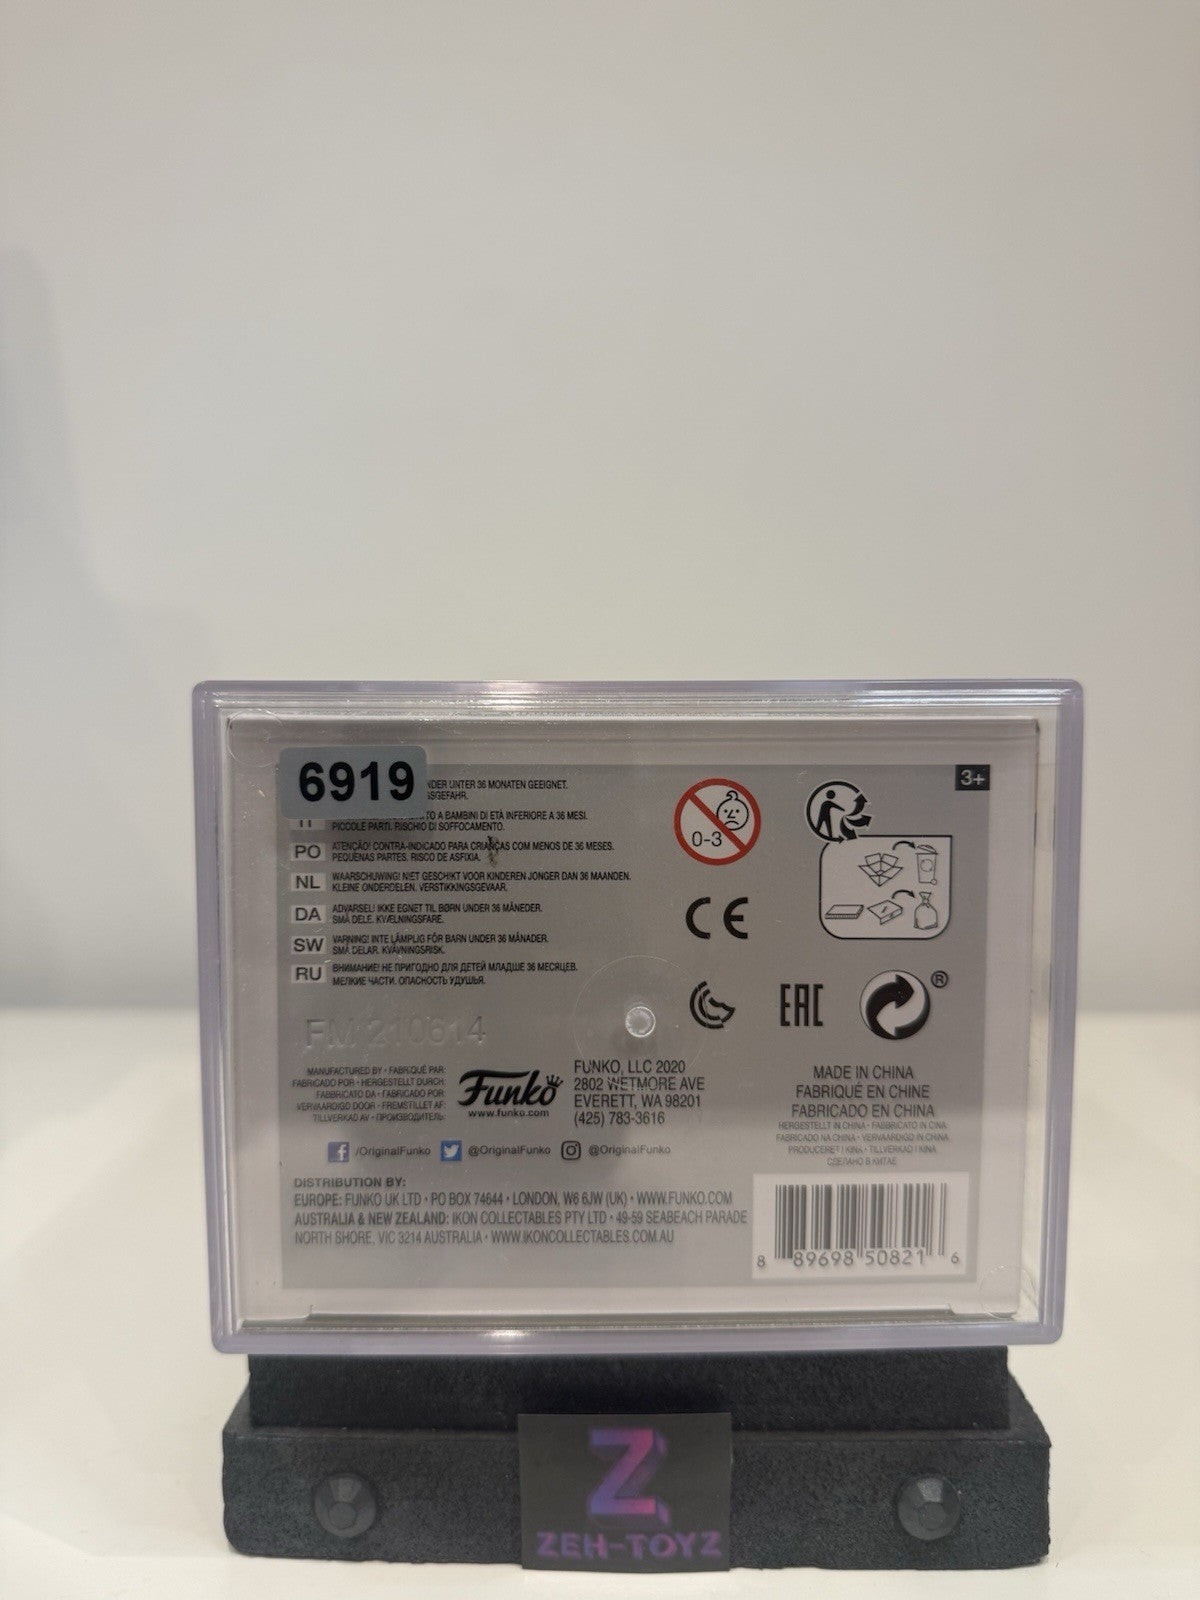 6919
NDER UNTER 36 MONATEN GEEIGNET.
SSGEFAHR.
IT
O A BAMBINI DI ETÀ INFERIORE A 36 MESI.
PICCOLE PARTI. RISCHIO DI SOFFOCAMENTO.
PO ATENÇÃO! CONTRA-INDICADO PARA CRIANÇAS COM MENOS DE 36 MESES.
PEQUENAS PARTES. RISCO DE ASFIXIA.
NL WAARSCHUWING! NIET GESCHIKT VOOR KINDEREN JONGER DAN 36 MAANDEN.
KLEINE ONDERDELEN. VERSTIKKINGSGEVAAR.
DA ADVARSEL! IKKE EGNET TIL BØRN UNDER 36 MÅNEDER.
SMÅ DELE. KVÆLNINGSFARE.
SW VARNING! INTE LÄMPLIG FÖR BARN UNDER 36 MÅNADER.
SMÅ DELAR. KVÄVNINGSRISK.
RU ВНИМАНИЕ! НЕ ПРИГОДНО ДЛЯ ДЕТЕЙ МЛАДШЕ 36 МЕСЯЦЕВ.
МЕЛКИЕ ЧАСТИ. ОПАСНОСТЬ УДУШЬЯ.
FM 210614
3+
0-3
CE
EAC
®
MANUFACTURED BY • FABRIQUÉ PAR:
FABRICADO POR • HERGESTELLT DURCH:
FABBRICATO DA • FABRICADO POR:
VERVAARDIGD DOOR • FREMSTILLET AF:
TILLVERKAD AV • ПРОИЗВОДИТЕЛЬ:
Funko
www.funko.com
FUNKO, LLC 2020
2802 WETMORE AVE
EVERETT, WA 98201
(425) 783-3616
MADE IN CHINA
FABRIQUÉ EN CHINE
FABRICADO EN CHINA
HERGESTELLT IN CHINA • FABBRICATO IN CINA
FABRICADO NA CHINA • VERVAARDIGD IN CHINA
PRODUCERET I KINA • TILLVERKAD I KINA
СДЕЛАНО В КИТАЕ
/OriginalFunko @OriginalFunko @OriginalFunko
DISTRIBUTION BY:
EUROPE: FUNKO UK LTD • PO BOX 74644 • LONDON, W6 6JW (UK) • WWW.FUNKO.COM
AUSTRALIA & NEW ZEALAND: IKON COLLECTABLES PTY LTD • 49-59 SEABEACH PARADE
NORTH SHORE, VIC 3214 AUSTRALIA • WWW.IKONCOLLECTABLES.COM.AU
8 89698 50821 6
Z
ZEH-TOYZ